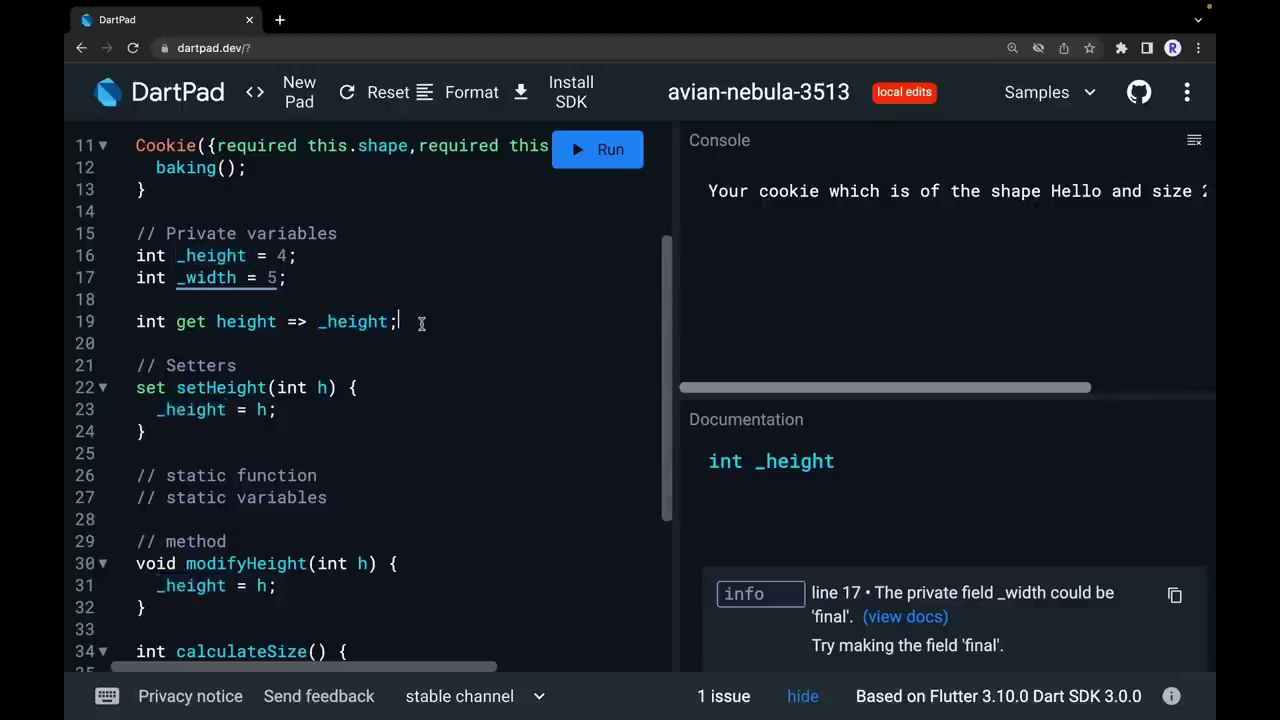 DartPad
dartpad.dev/?
R
DartPad
<>
New Pad
Reset
Format
Install SDK
avian-nebula-3513
local edits
Samples
11 Cookie({required this.shape,required this
12 baking();
13 }
14
15 // Private variables
16 int _height = 4;
17 int _width = 5;
18
19 int get height => _height;
20
21 // Setters
22 set setHeight(int h) {
23 _height = h;
24 }
25
26 // static function
27 // static variables
28
29 // method
30 void modifyHeight(int h) {
31 _height = h;
32 }
33
34 int calculateSize() {
Run
Console
Your cookie which is of the shape Hello and size
Documentation
int _height
info
line 17 • The private field _width could be
'final'. (view docs)
Try making the field 'final'.
Privacy notice
Send feedback
stable channel
1 issue
hide
Based on Flutter 3.10.0 Dart SDK 3.0.0